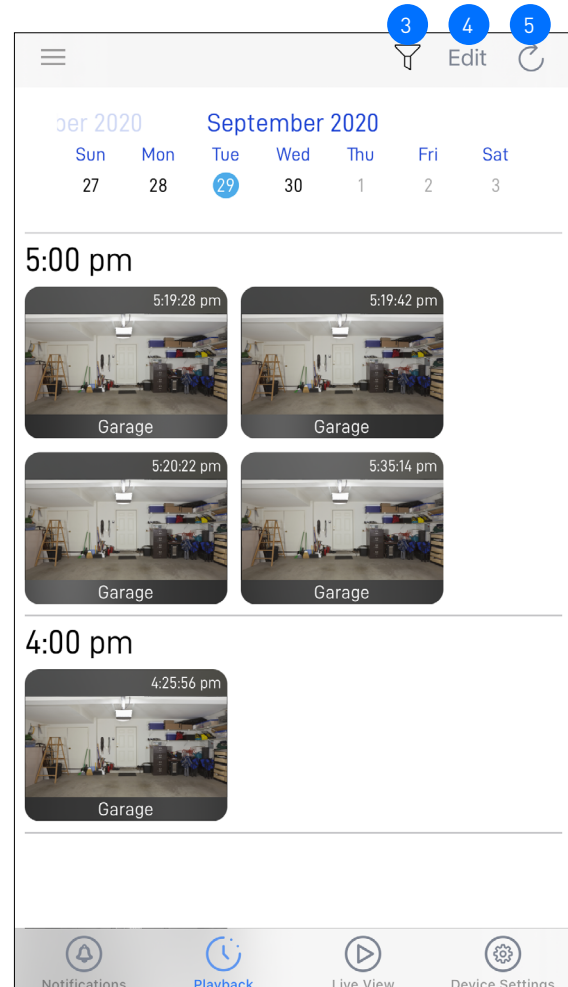 3 4 5
Edit
ber 2020 September 2020
Sun Mon Tue Wed Thu Fri Sat
27 28 29 30 1 2 3
5:00 pm
5:19:28 pm 5:19:42 pm
Garage Garage
5:20:22 pm 5:35:14 pm
Garage Garage
4:00 pm
4:25:56 pm
Garage
Notifications Playback Live View Device Settings